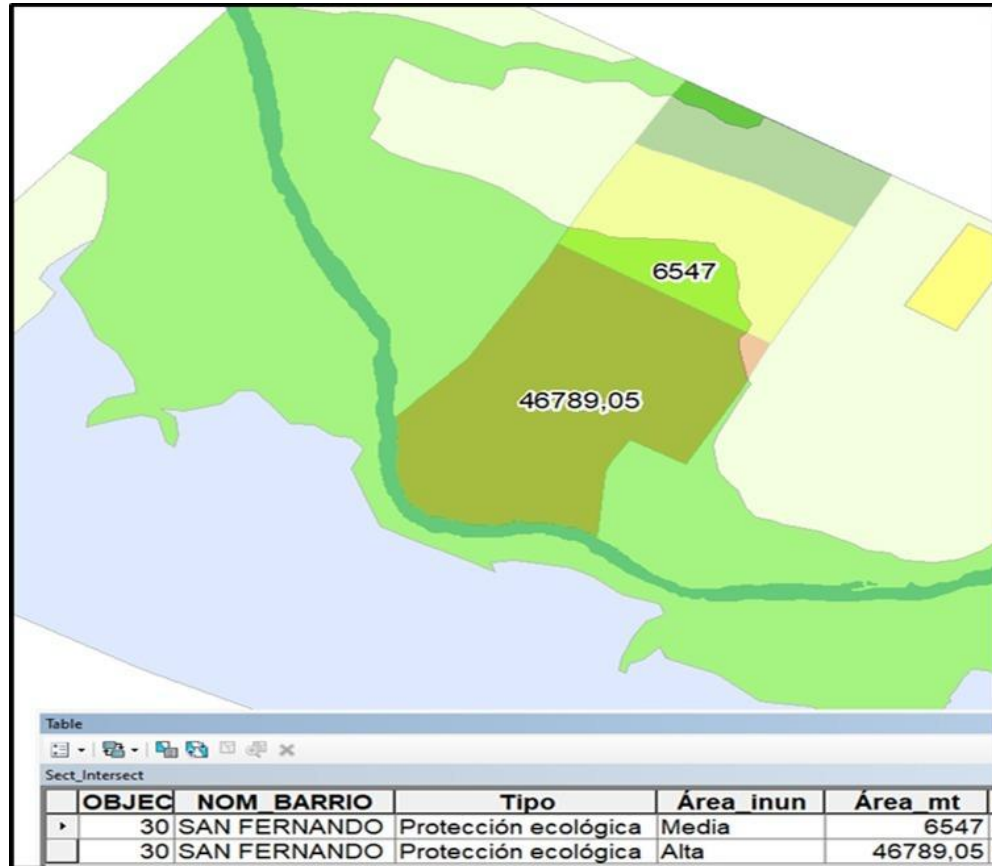 6547
46789,05
Table
Sect_Intersect
OBJEC NOM_BARRIO Tipo Área_inun Área_mt
30 SAN FERNANDO Protección ecológica Media 6547
30 SAN FERNANDO Protección ecológica Alta 46789,05